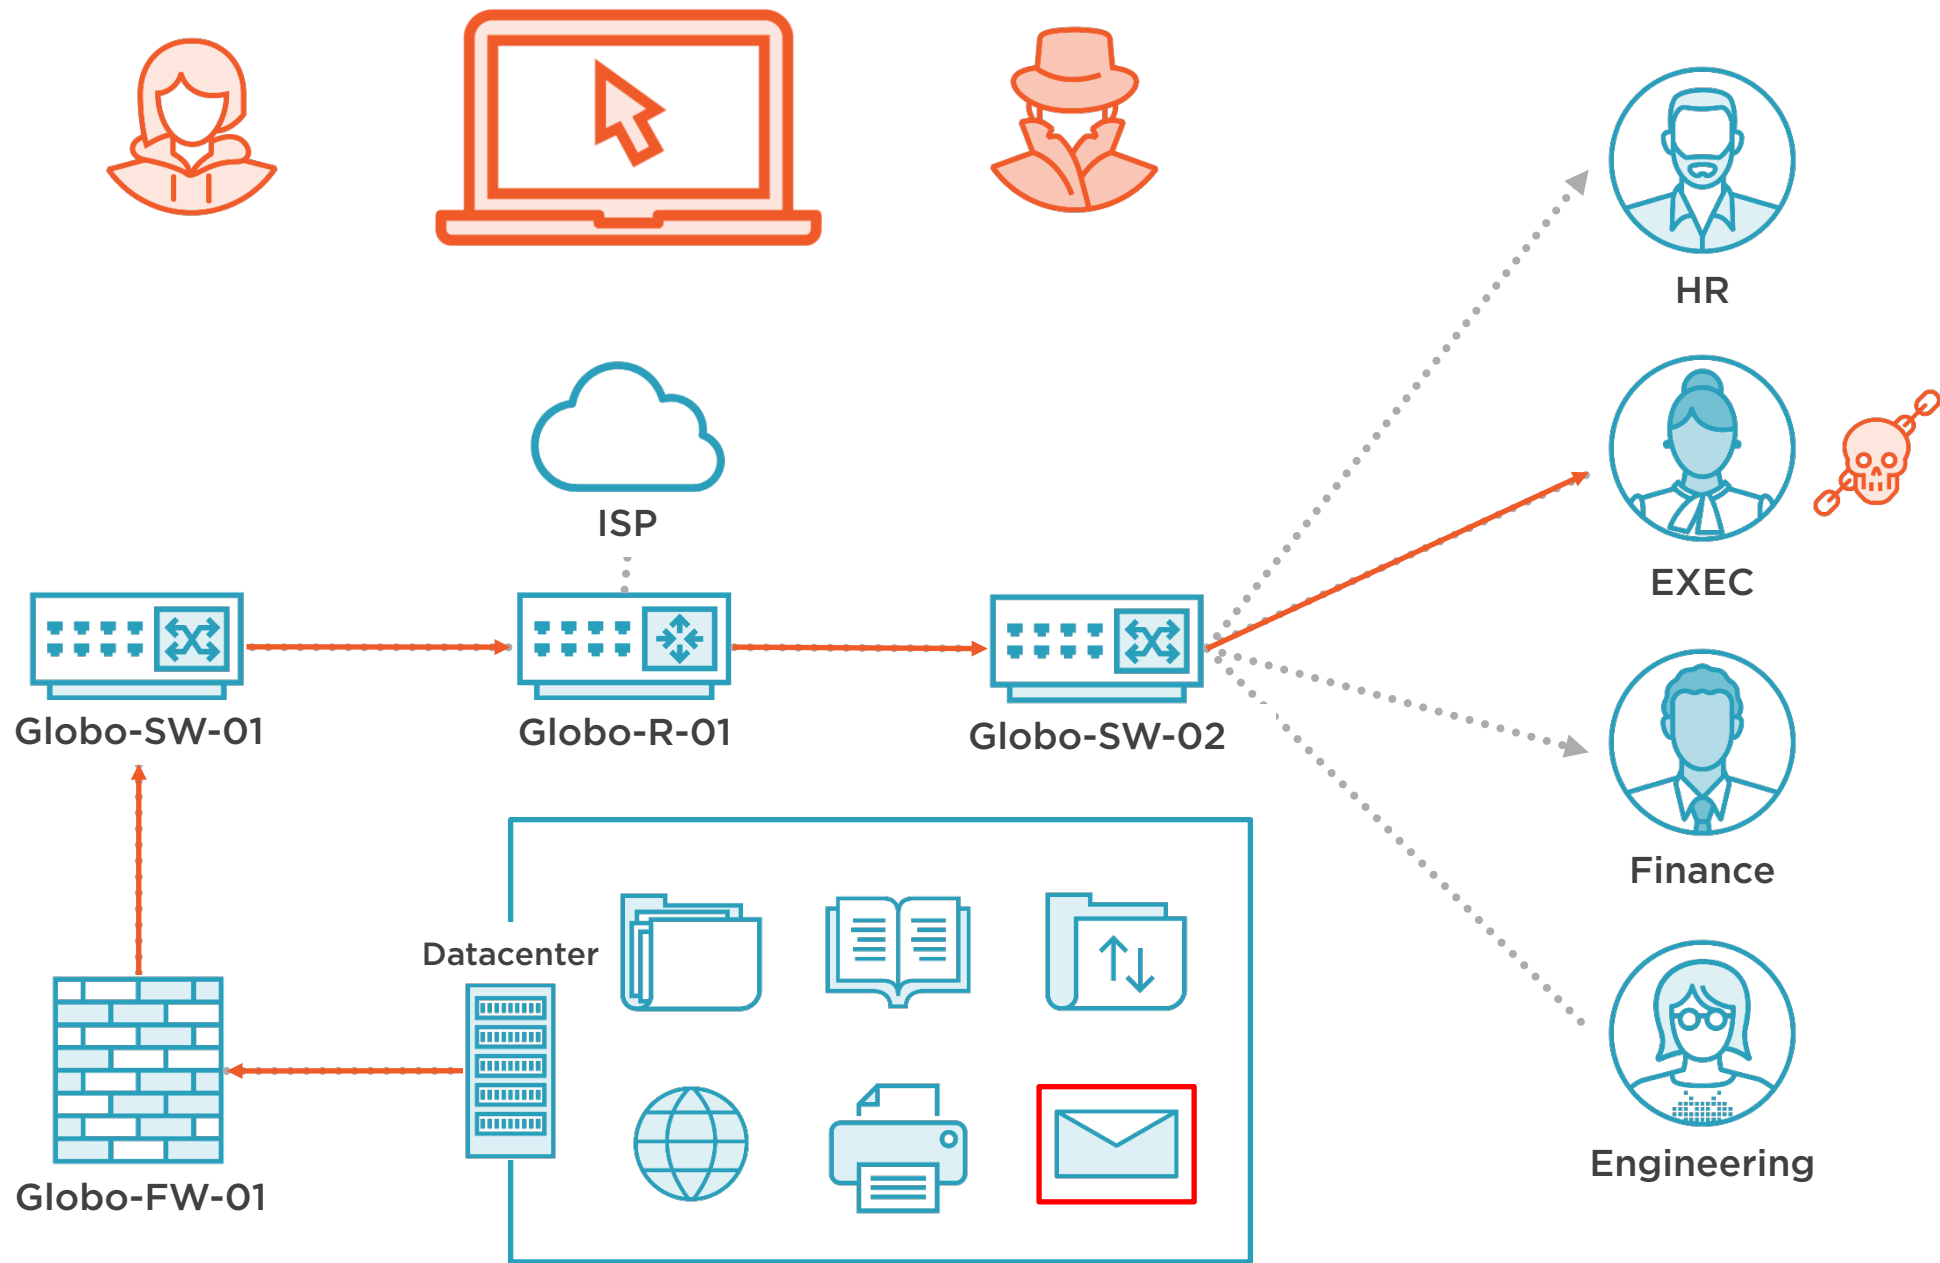 HR
ISP
EXEC
Globo-SW-01
Globo-R-01
Globo-SW-02
Finance
Datacenter
Engineering
Globo-FW-01